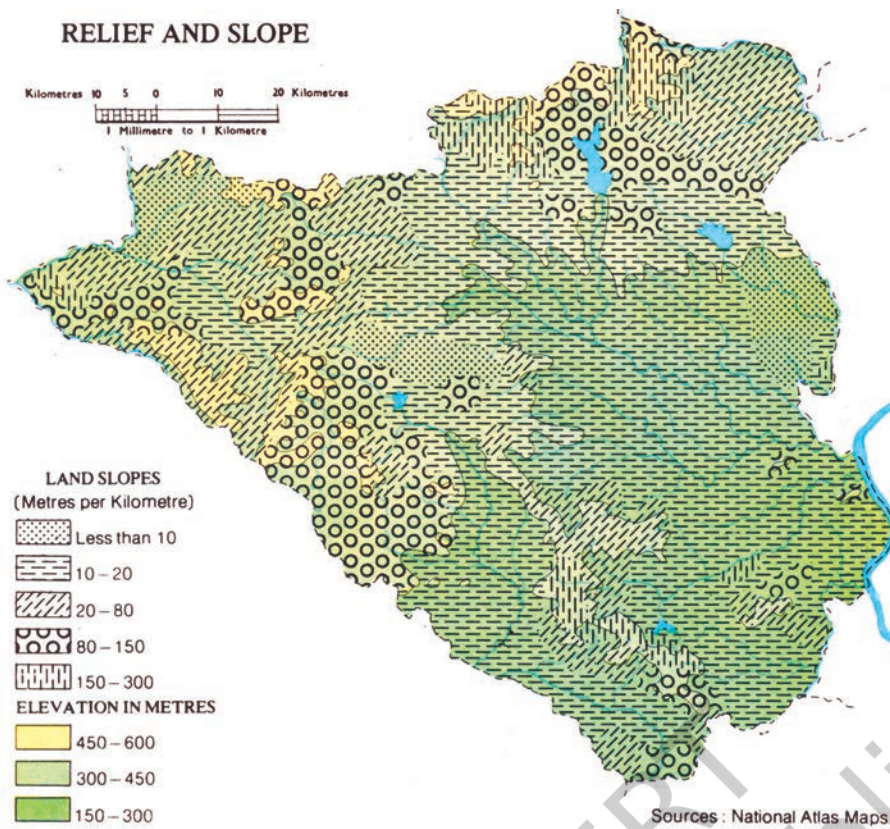 RELIEF AND SLOPE
Kilometres 10 5 0 10 20 Kilometres
1 Millimetre to 1 Kilometre
LAND SLOPES
(Metres per Kilometre)
Less than 10
10–20
20–80
80–150
150–300
ELEVATION IN METRES
450–600
300–450
150–300
Sources : National Atlas Maps